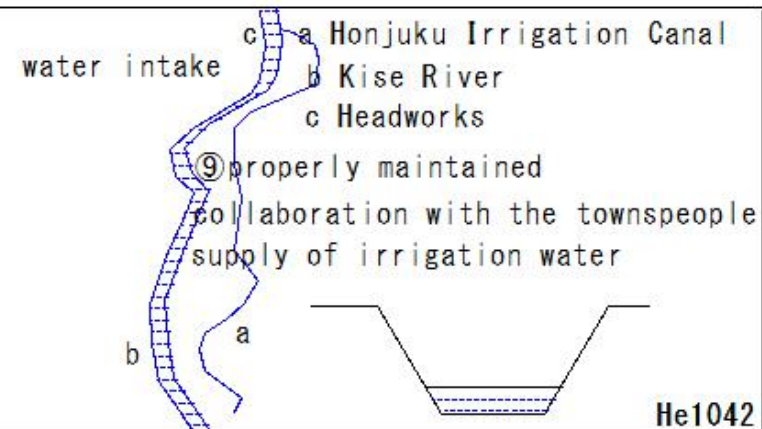 c a Honjuku Irrigation Canal
water intake
b Kise River
c Headworks
⑨properly maintained
collaboration with the townspeople
supply of irrigation water
a
b
He1042